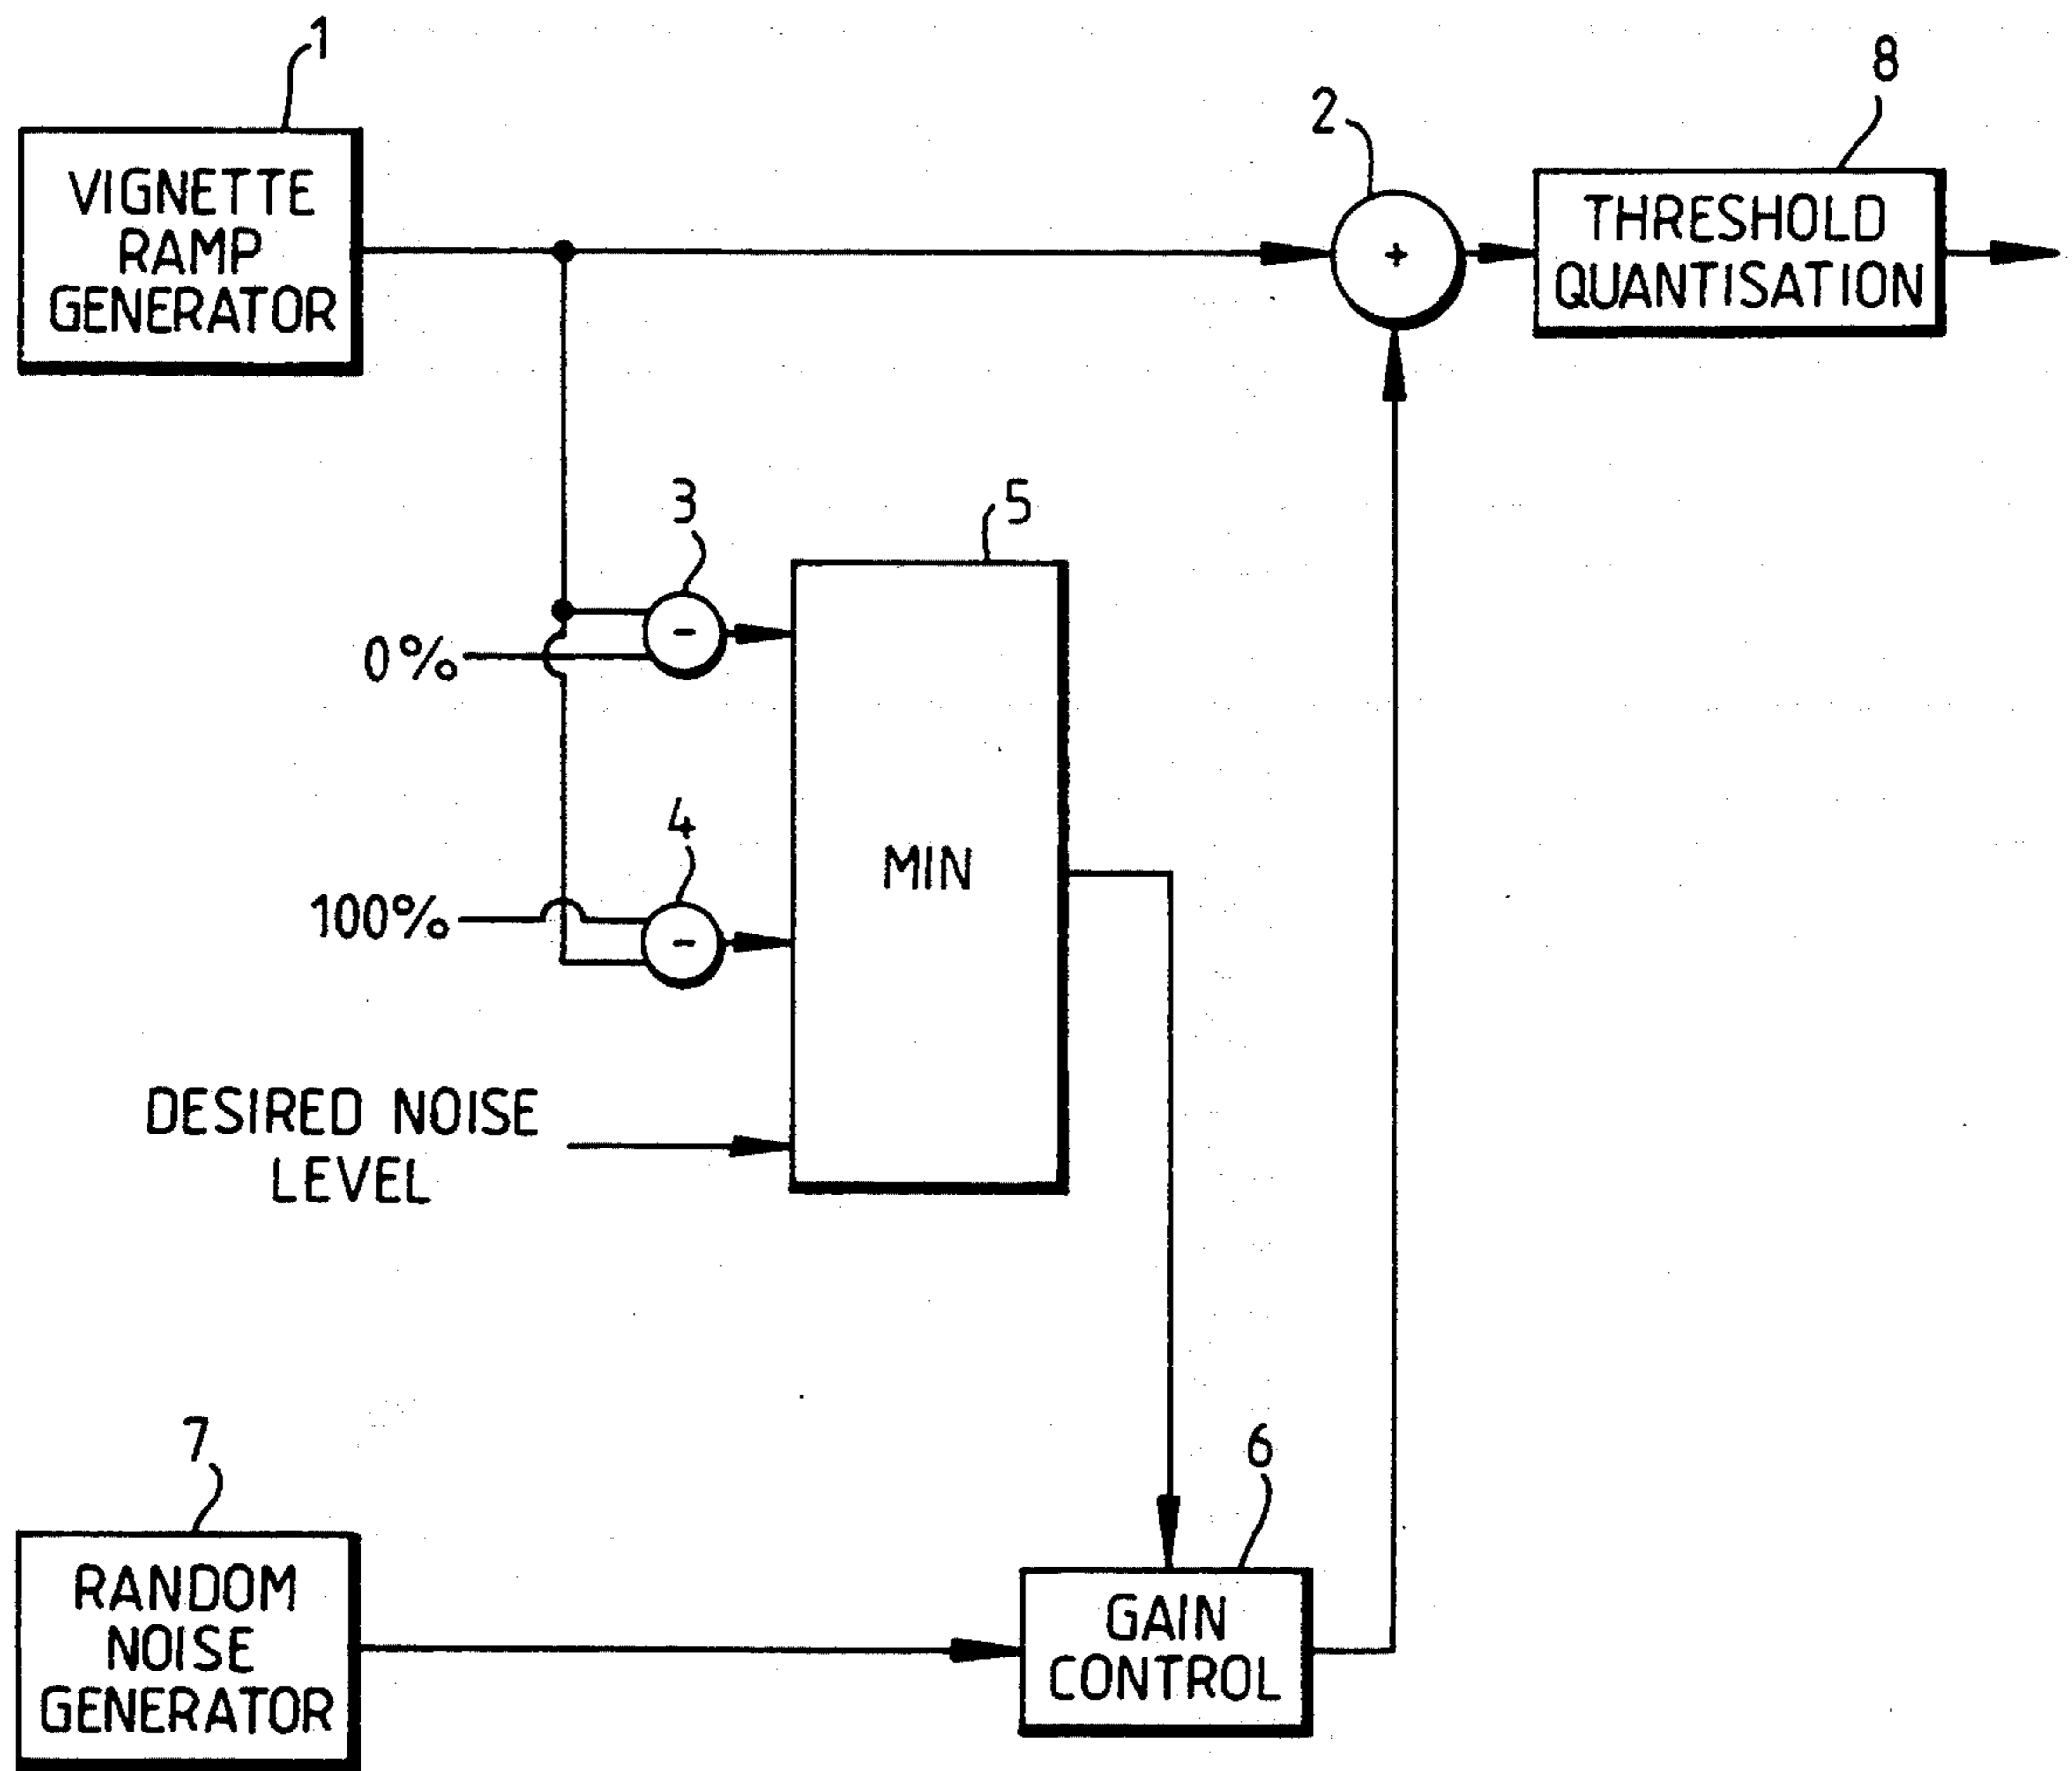 1
VIGNETTE
RAMP
GENERATOR
2
+
8
THRESHOLD
QUANTISATION
3
-
0%
5
MIN
4
-
100%
DESIRED NOISE
LEVEL
7
RANDOM
NOISE
GENERATOR
6
GAIN
CONTROL